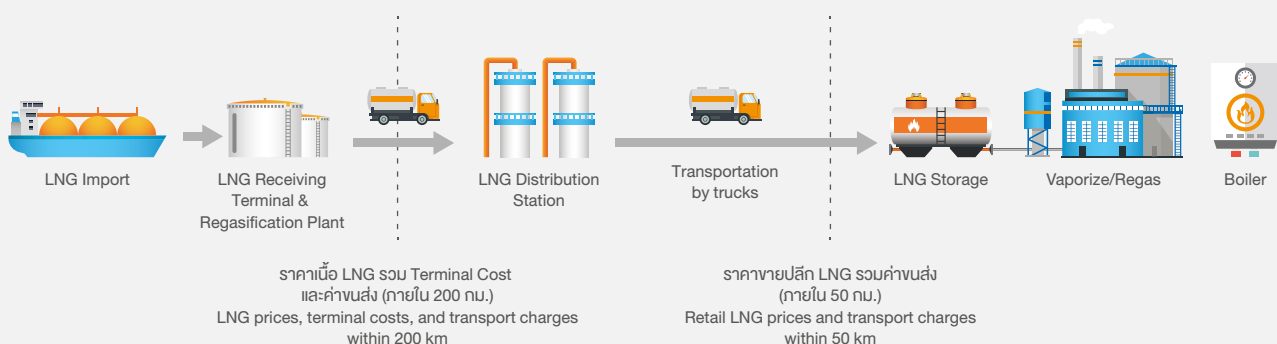 LNG Import
LNG Receiving
Terminal &
Regasification Plant
LNG Distribution
Station
Transportation
by trucks
LNG Storage
Vaporize/Regas
Boiler
ราคาเนื้อ LNG รวม Terminal Cost
และค่าขนส่ง (ภายใน 200 กม.)
LNG prices, terminal costs, and transport charges
within 200 km
ราคาขายปลีก LNG รวมค่าขนส่ง
(ภายใน 50 กม.)
Retail LNG prices and transport charges
within 50 km